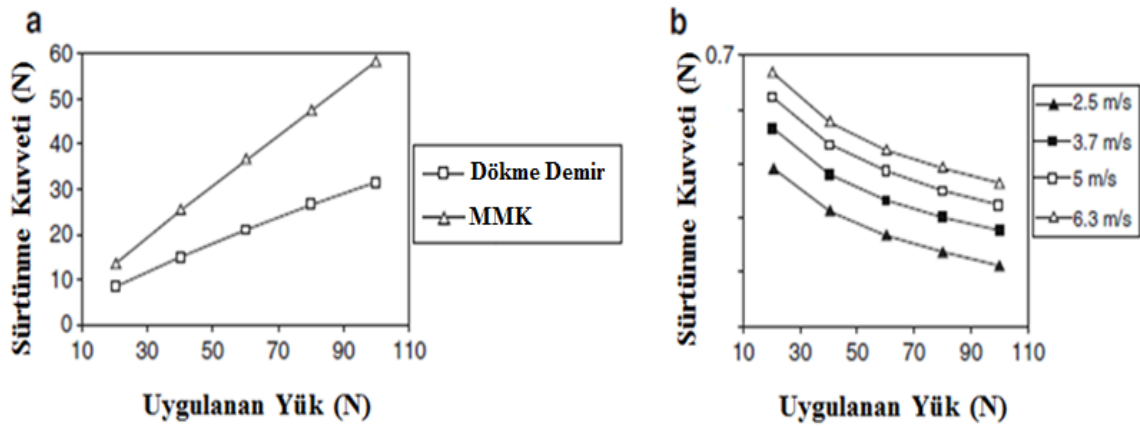 a
Sürtünme Kuvveti (N)
60
50
40
30
20
10
0
10 30 50 70 90 110
Uygulanan Yük (N)
Dökme Demir
MMK
b
Sürtünme Kuvveti (N)
0.7
10 30 50 70 90 110
Uygulanan Yük (N)
2.5 m/s
3.7 m/s
5 m/s
6.3 m/s